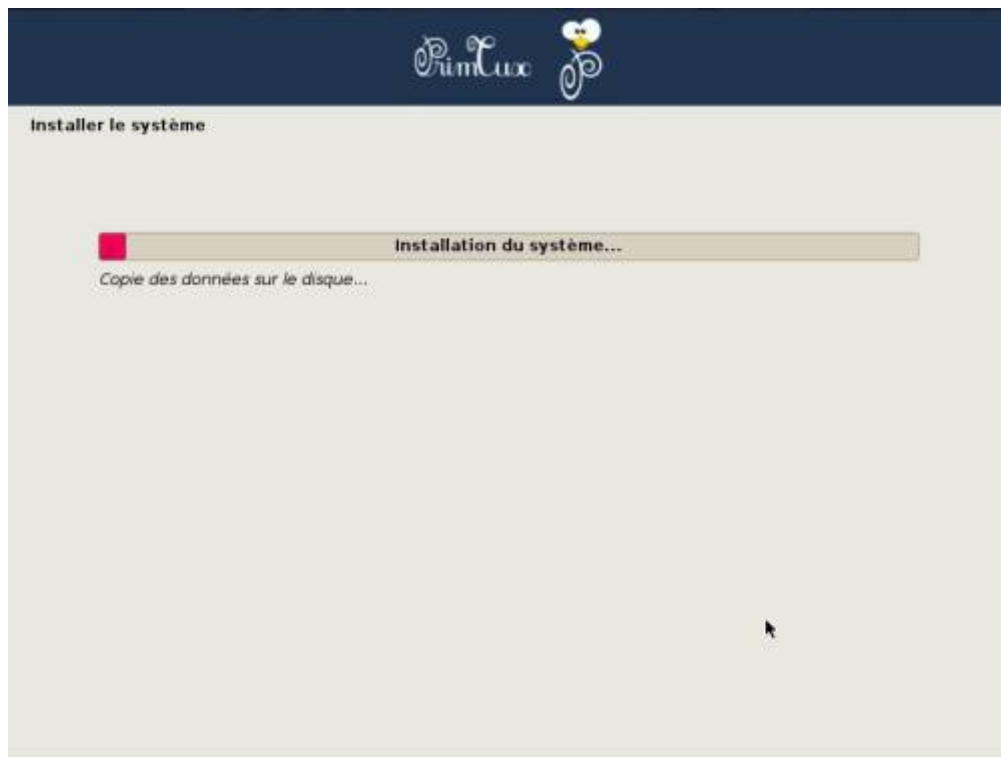 PrimTux
Installer le système
Installation du système...
Copie des données sur le disque...